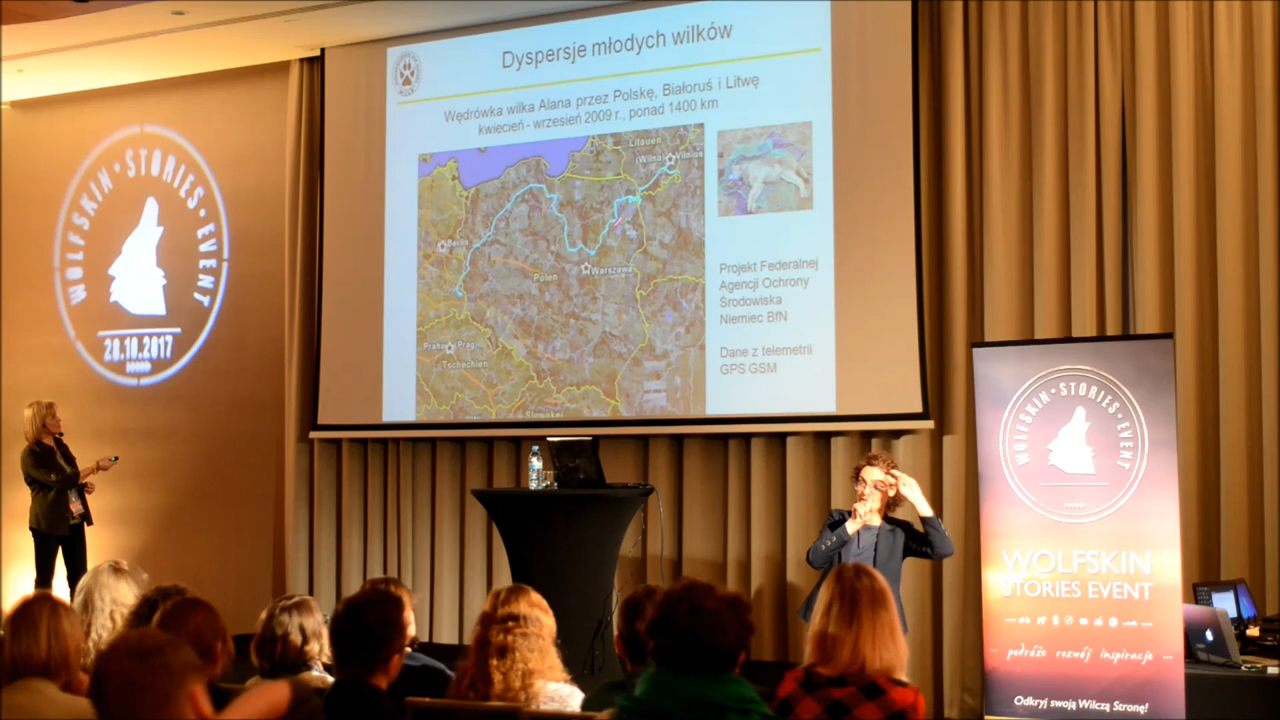 WOLFSKIN • STORIES • EVENT
28.10.2017
Dyspersje młodych wilków
Wędrówka wilka Alana przez Polskę, Białoruś i Litwę
kwiecień - wrzesień 2009 r., ponad 1400 km
Litauen
(Wilna) Vilnius
Berlin
Polen
Warszawa
Praha Prag
Tschechien
Slowakei
Projekt Federalnej
Agencji Ochrony
Środowiska
Niemiec BfN
Dane z telemetrii
GPS GSM
WOLFSKIN • STORIES • EVENT
WOLFSKIN
STORIES EVENT
podróże rozwój inspiracje ...
Odkryj swoją Wilczą Stronę!